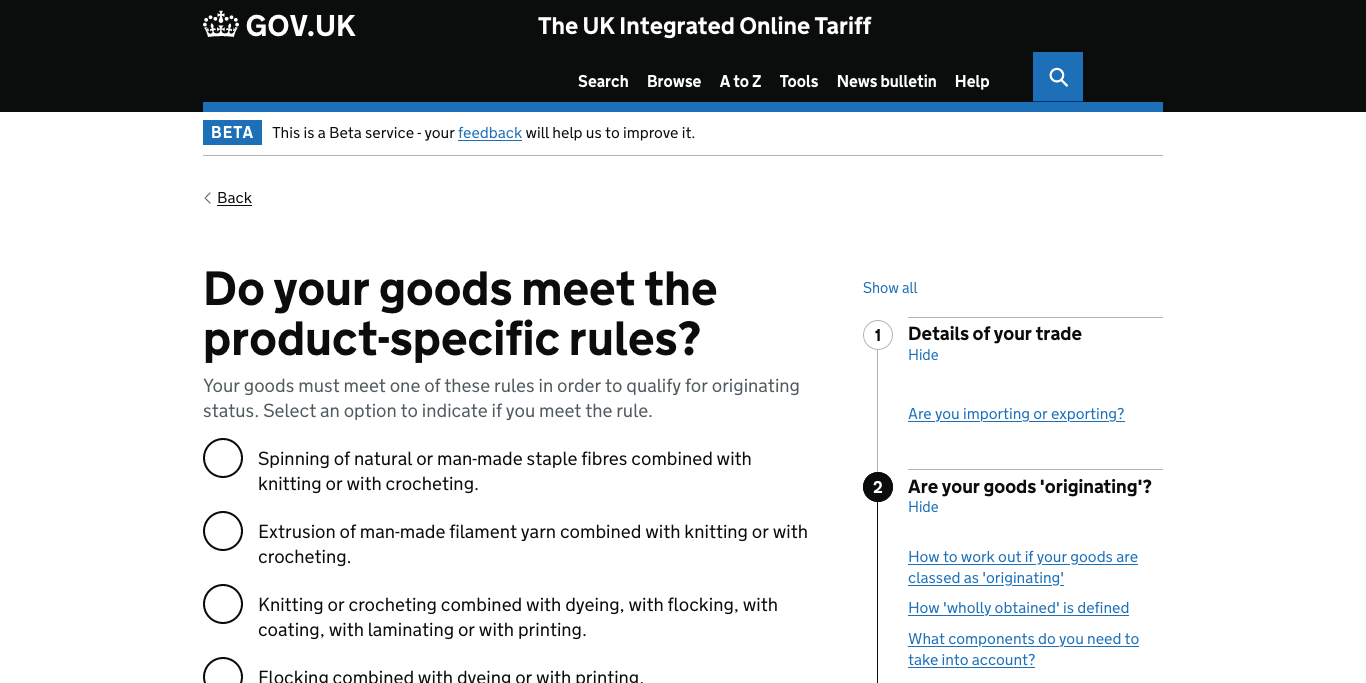 GOV.UK
The UK Integrated Online Tariff
Search Browse A to Z Tools News bulletin Help
BETA This is a Beta service - your feedback will help us to improve it.
Back
Do your goods meet the
product-specific rules?
Your goods must meet one of these rules in order to qualify for originating
status. Select an option to indicate if you meet the rule.
Spinning of natural or man-made staple fibres combined with
knitting or with crocheting.
Extrusion of man-made filament yarn combined with knitting or with
crocheting.
Knitting or crocheting combined with dyeing, with flocking, with
coating, with laminating or with printing.
Flocking combined with dyeing or with printing.
Show all
1 Details of your trade
Hide
Are you importing or exporting?
2 Are your goods 'originating'?
Hide
How to work out if your goods are
classed as 'originating'
How 'wholly obtained' is defined
What components do you need to
take into account?